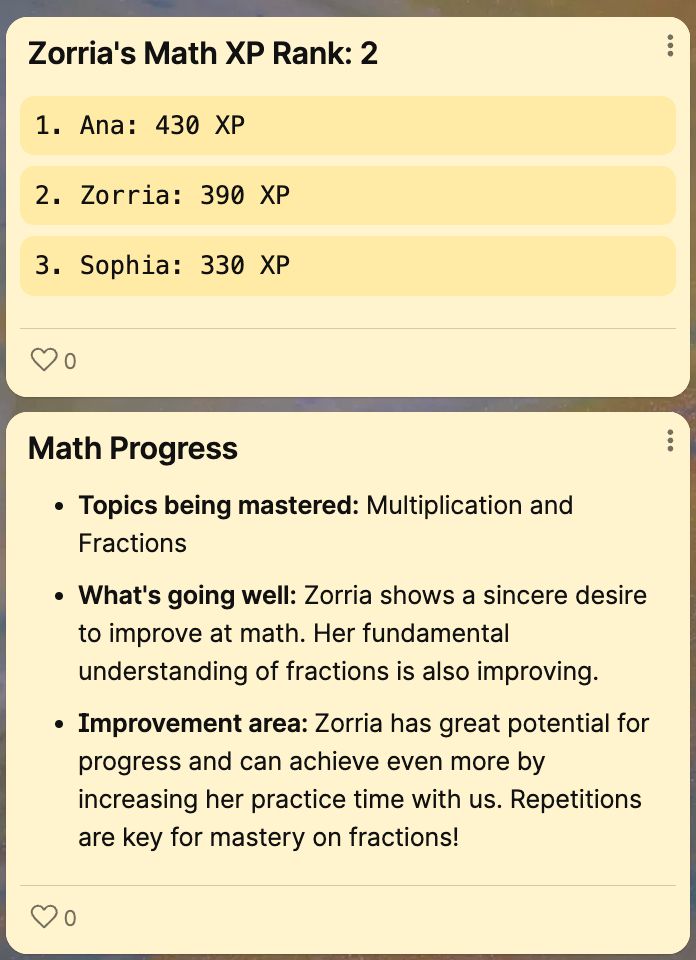 Zorria's Math XP Rank: 2
1. Ana: 430 XP
2. Zorria: 390 XP
3. Sophia: 330 XP
0
Math Progress
• Topics being mastered: Multiplication and
Fractions
• What's going well: Zorria shows a sincere desire
to improve at math. Her fundamental
understanding of fractions is also improving.
• Improvement area: Zorria has great potential for
progress and can achieve even more by
increasing her practice time with us. Repetitions
are key for mastery on fractions!
0